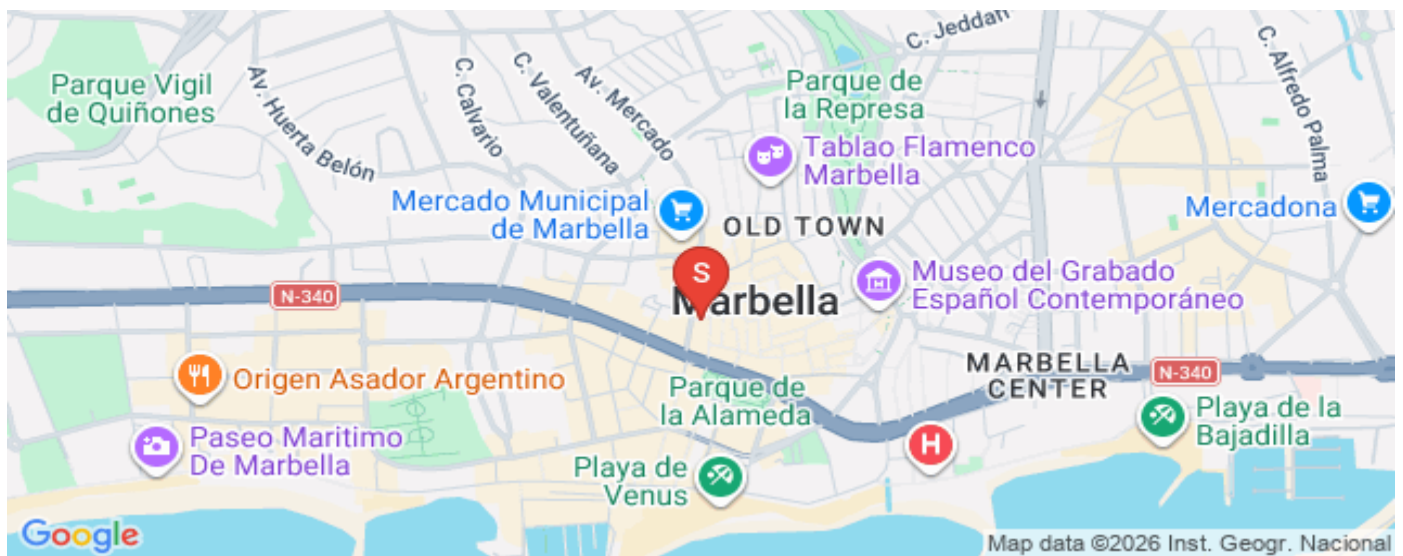 C. Jeddah
Parque Vigil
de Quiñones
Av. Huerta Belón
C. Calvario
C. Valentuñana
Av. Mercado
Parque de
la Represa
C. Alfredo Palma
Tablao Flamenco
Marbella
Mercado Municipal
de Marbella
OLD TOWN
Mercadona
S
Marbella
Museo del Grabado
Español Contemporáneo
N-340
Origen Asador Argentino
MARBELLA
CENTER
N-340
Parque de
la Alameda
Paseo Maritimo
De Marbella
Playa de la
Bajadilla
H
Playa de
Venus
Google
Map data ©2026 Inst. Geogr. Nacional